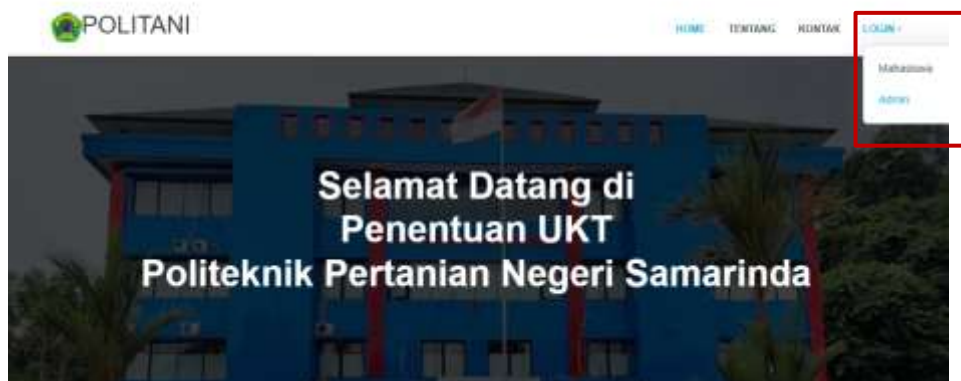 POLITANI
HOME TENTANG KONTAK LOGIN
Mahasiswa
Admin
Selamat Datang di
Penentuan UKT
Politeknik Pertanian Negeri Samarinda